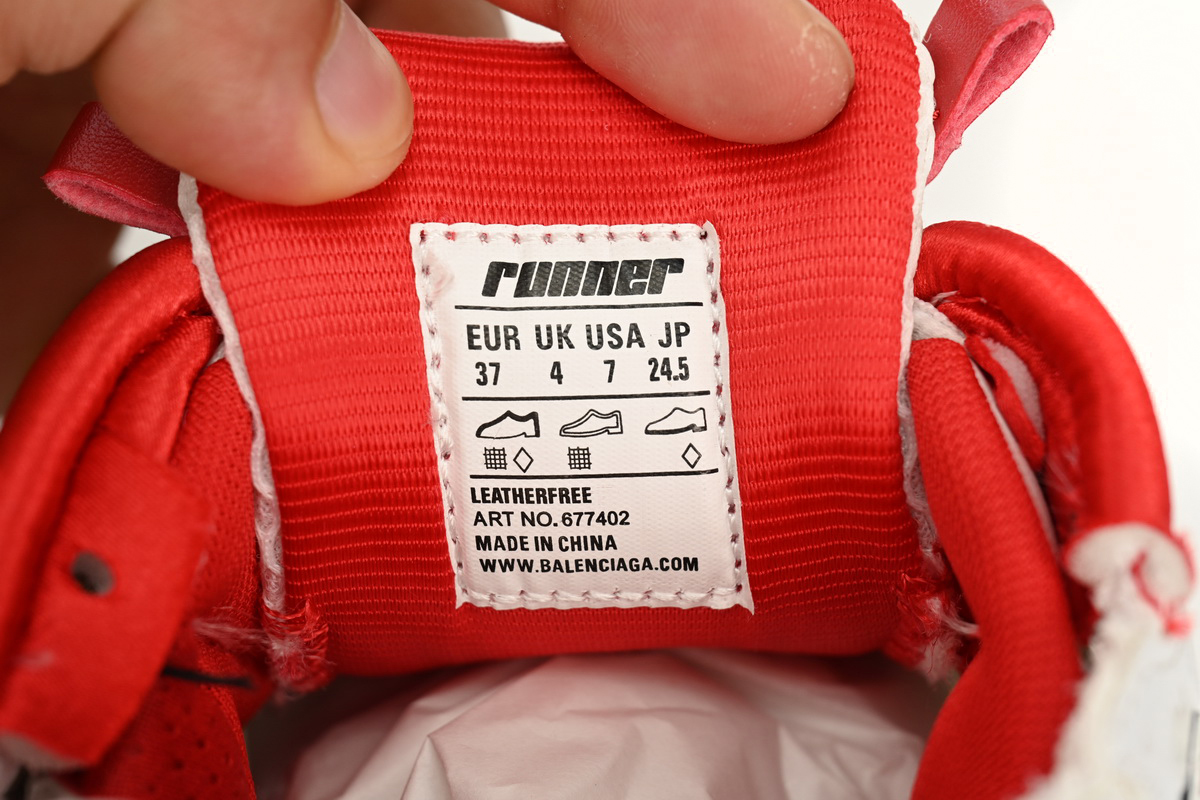 runner
EUR UK USA JP
37 4 7 24.5
LEATHERFREE
ART NO. 677402
MADE IN CHINA
WWW.BALENCIAGA.COM